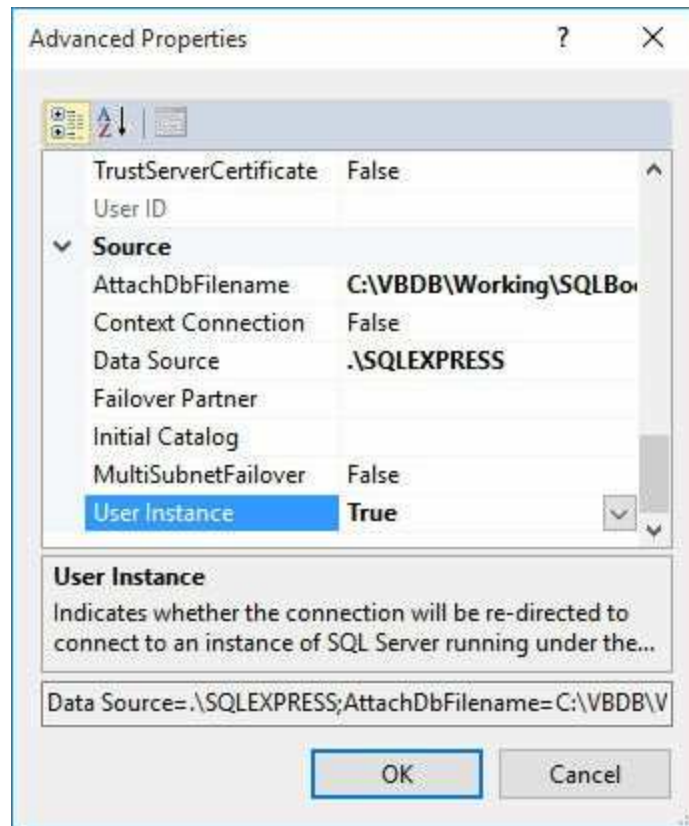 Advanced Properties ? X
A Z
TrustServerCertificate False
User ID
Source
AttachDbFilename C:\VBDB\Working\SQLBo
Context Connection False
Data Source .\SQLEXPRESS
Failover Partner
Initial Catalog
MultiSubnetFailover False
User Instance True
User Instance
Indicates whether the connection will be re-directed to
connect to an instance of SQL Server running under the...
Data Source=.\SQLEXPRESS;AttachDbFilename=C:\VBDB\V
OK Cancel